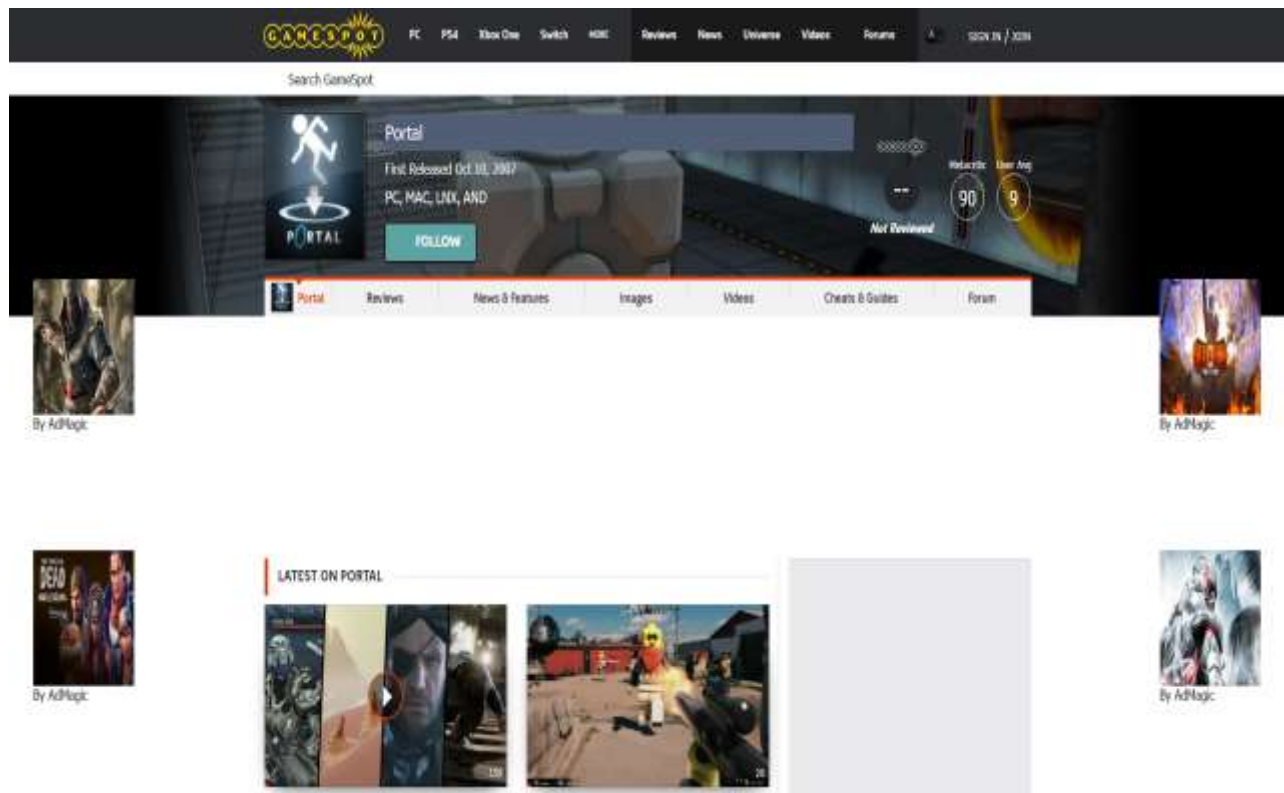 GAMESPOT PC PS4 Xbox One Switch MORE Reviews News Universe Videos Forums SIGN IN / JOIN
Search GameSpot
Portal
First Released Oct 10, 2007
PC, MAC, LNX, AND
FOLLOW
PORTAL
Metacritic User Avg
-- 90 9
Not Reviewed
Portal Reviews News & Features Images Videos Cheats & Guides Forum
By AdMagic
By AdMagic
LATEST ON PORTAL
DEAD
By AdMagic
By AdMagic
20